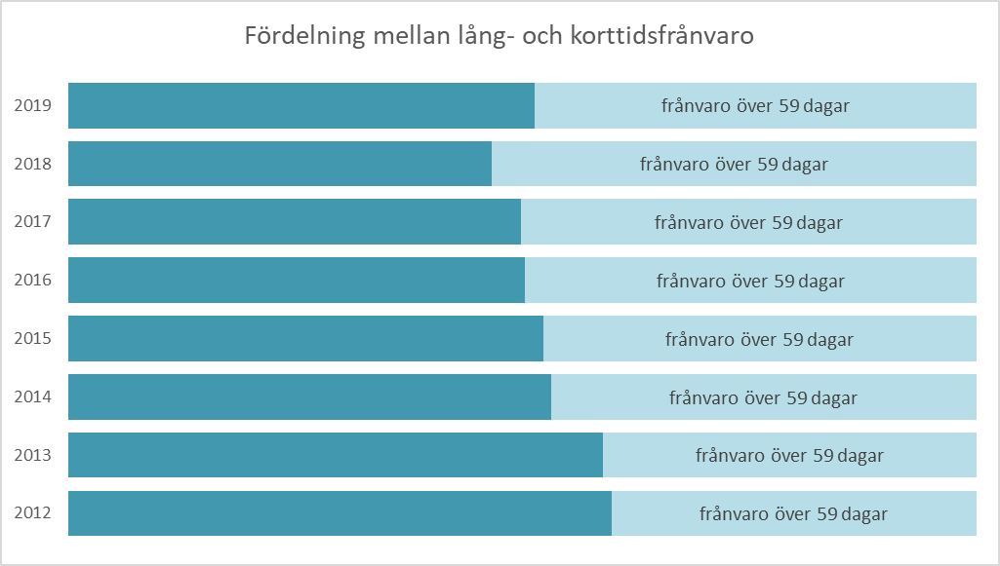 Fördelning mellan lång- och korttidsfrånvaro
2019 frånvaro över 59 dagar
2018 frånvaro över 59 dagar
2017 frånvaro över 59 dagar
2016 frånvaro över 59 dagar
2015 frånvaro över 59 dagar
2014 frånvaro över 59 dagar
2013 frånvaro över 59 dagar
2012 frånvaro över 59 dagar